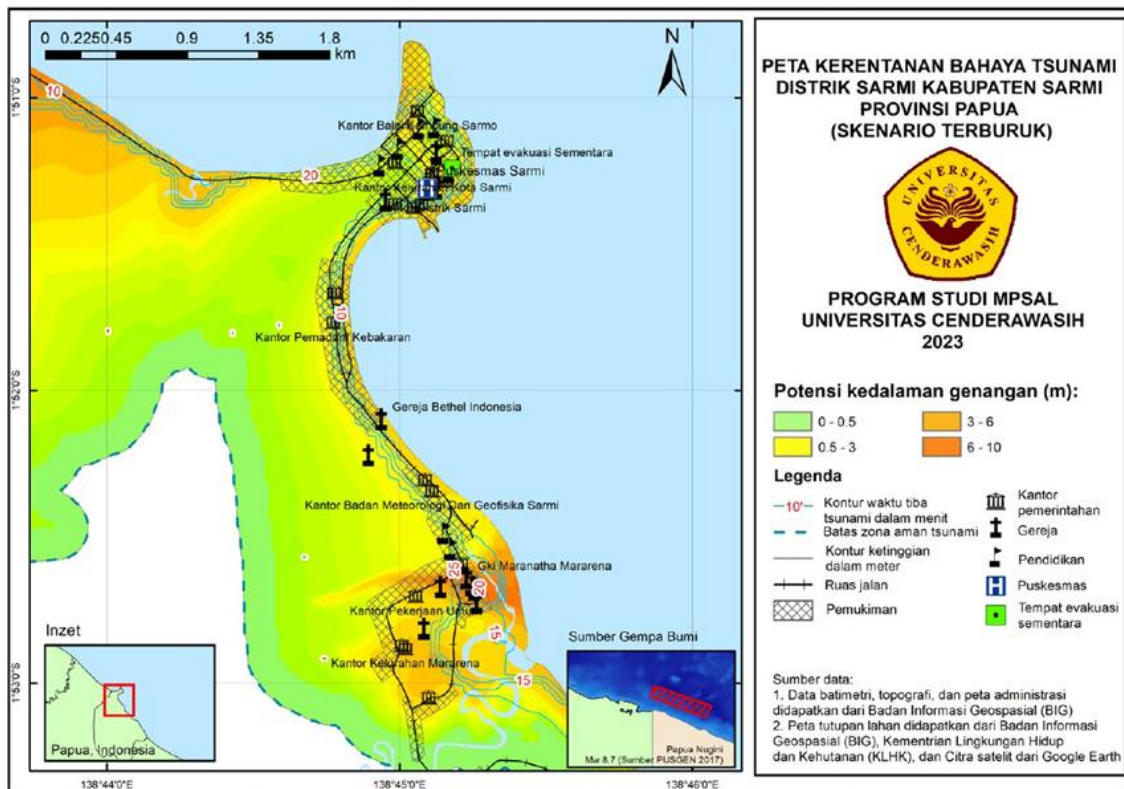 0 0.2250.45 0.9 1.35 1.8
km
N
1°51'0"S
1°52'0"S
1°53'0"S
10
20
Kantor Balai Kampung Sarmo
Tempat evakuasi Sementara
Puskesmas Sarmi
Kantor Kelurahan Kota Sarmi
Distrik Sarmi
10
Kantor Pemadam Kebakaran
Gereja Bethel Indonesia
Kantor Badan Meteorologi Dan Geofisika Sarmi
25
Gki Maranatha Mararena
20
Kantor Pekerjaan Umu
15
Kantor Kelurahan Mararena
15
Inzet
Papua, Indonesia
Sumber Gempa Bumi
Papua Nugini
Mw 8.7 (Sumber PUSGEN 2017)
138°44'0"E
138°45'0"E
138°46'0"E
PETA KERENTANAN BAHAYA TSUNAMI
DISTRIK SARMI KABUPATEN SARMI
PROVINSI PAPUA
(SKENARIO TERBURUK)
UNIVERSITAS
CENDERAWASIH
PROGRAM STUDI MPSAL
UNIVERSITAS CENDERAWASIH
2023
Potensi kedalaman genangan (m):
0 - 0.5
3 - 6
0.5 - 3
6 - 10
Legenda
10' Kontur waktu tiba
tsunami dalam menit
Batas zona aman tsunami
Kontur ketinggian
dalam meter
Ruas jalan
Pemukiman
Kantor
pemerintahan
Gereja
Pendidikan
H Puskesmas
Tempat evakuasi
sementara
Sumber data:
1. Data batimetri, topografi, dan peta administrasi
didapatkan dari Badan Informasi Geospasial (BIG)
2. Peta tutupan lahan didapatkan dari Badan Informasi
Geospasial (BIG), Kementrian Lingkungan Hidup
dan Kehutanan (KLHK), dan Citra satelit dari Google Earth